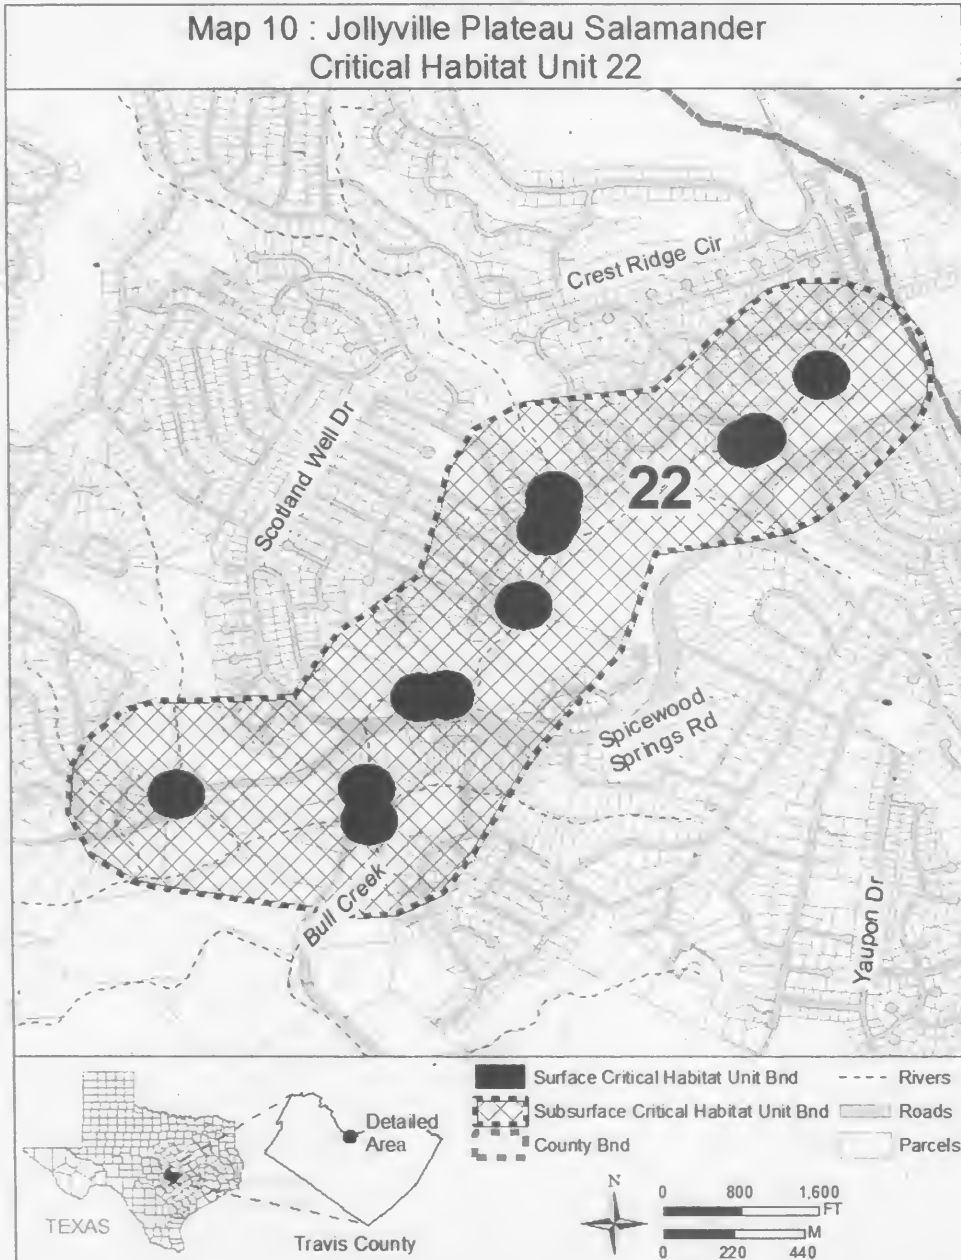 Map 10 : Jollyville Plateau Salamander
Critical Habitat Unit 22
Crest Ridge Cir
Scotland Well Dr
22
Spicewood
Springs Rd
Bull Creek
Yaupon Dr
Surface Critical Habitat Unit Bnd
Rivers
Subsurface Critical Habitat Unit Bnd
Roads
County Bnd
Parcels
Detailed
Area
TEXAS
Travis County
N
0 800 1,600
FT
M
0 220 440